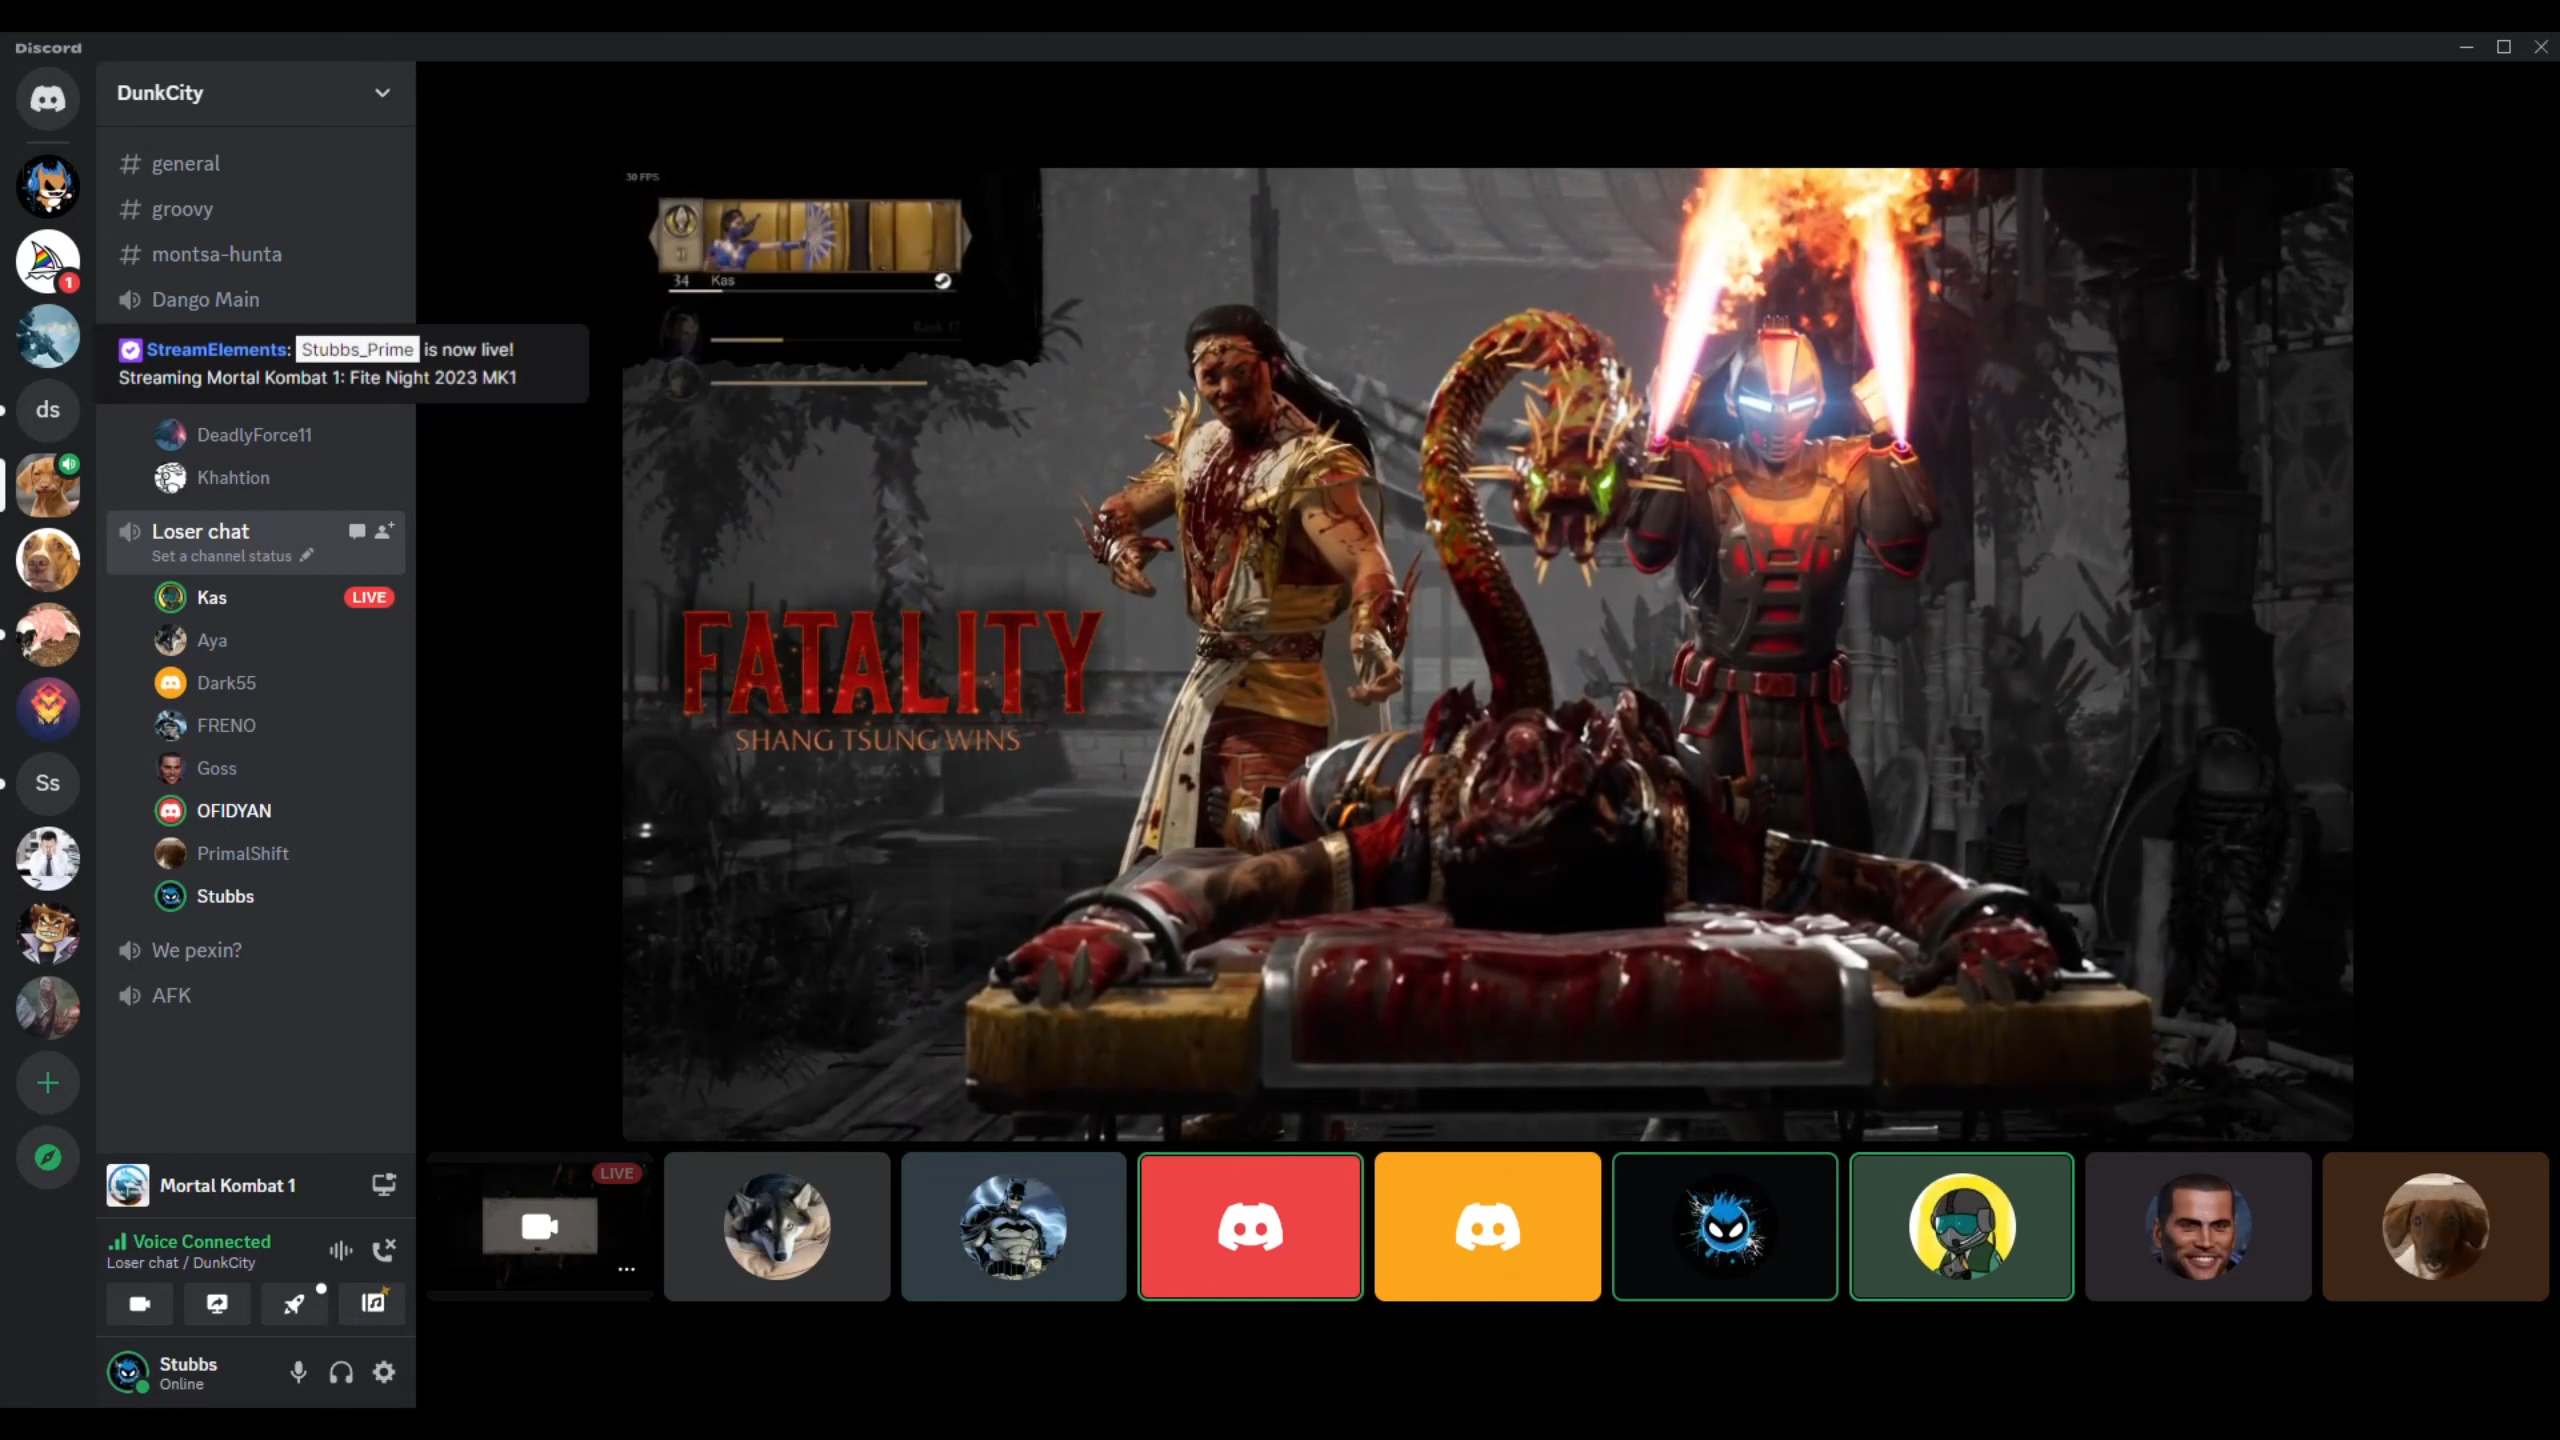 Discord
DunkCity
general
groovy
montsa-hunta
Dango Main
StreamElements: Stubbs_Prime is now live!
Streaming Mortal Kombat 1: Fite Night 2023 MK1
1
ds
DeadlyForce11
Khahtion
Loser chat
Set a channel status
Kas LIVE
Aya
Dark55
FRENO
Goss
OFIDYAN
PrimalShift
Stubbs
Ss
We pexin?
AFK
Mortal Kombat 1
Voice Connected
Loser chat / DunkCity
Stubbs
Online
30 FPS
34 Kas
FATALITY
SHANG TSUNG WINS
LIVE